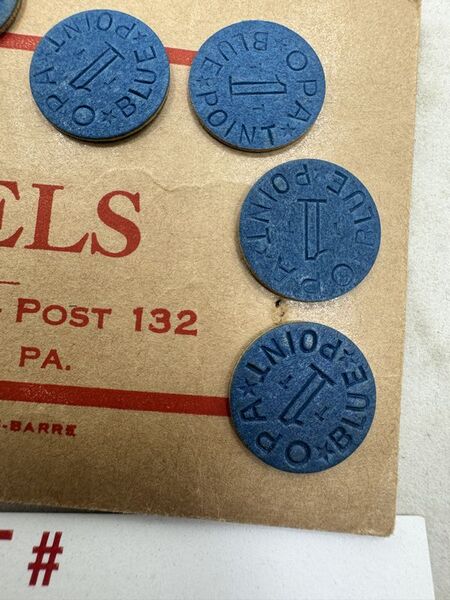 OPA ★ BLUE POINT ★
1
OPA ★ BLUE POINT ★
1
T T
OPA ★ BLUE POINT ★
1
OPA ★ BLUE POINT ★
1
T T
ELS
POST 132
PA.
-BARRE
#